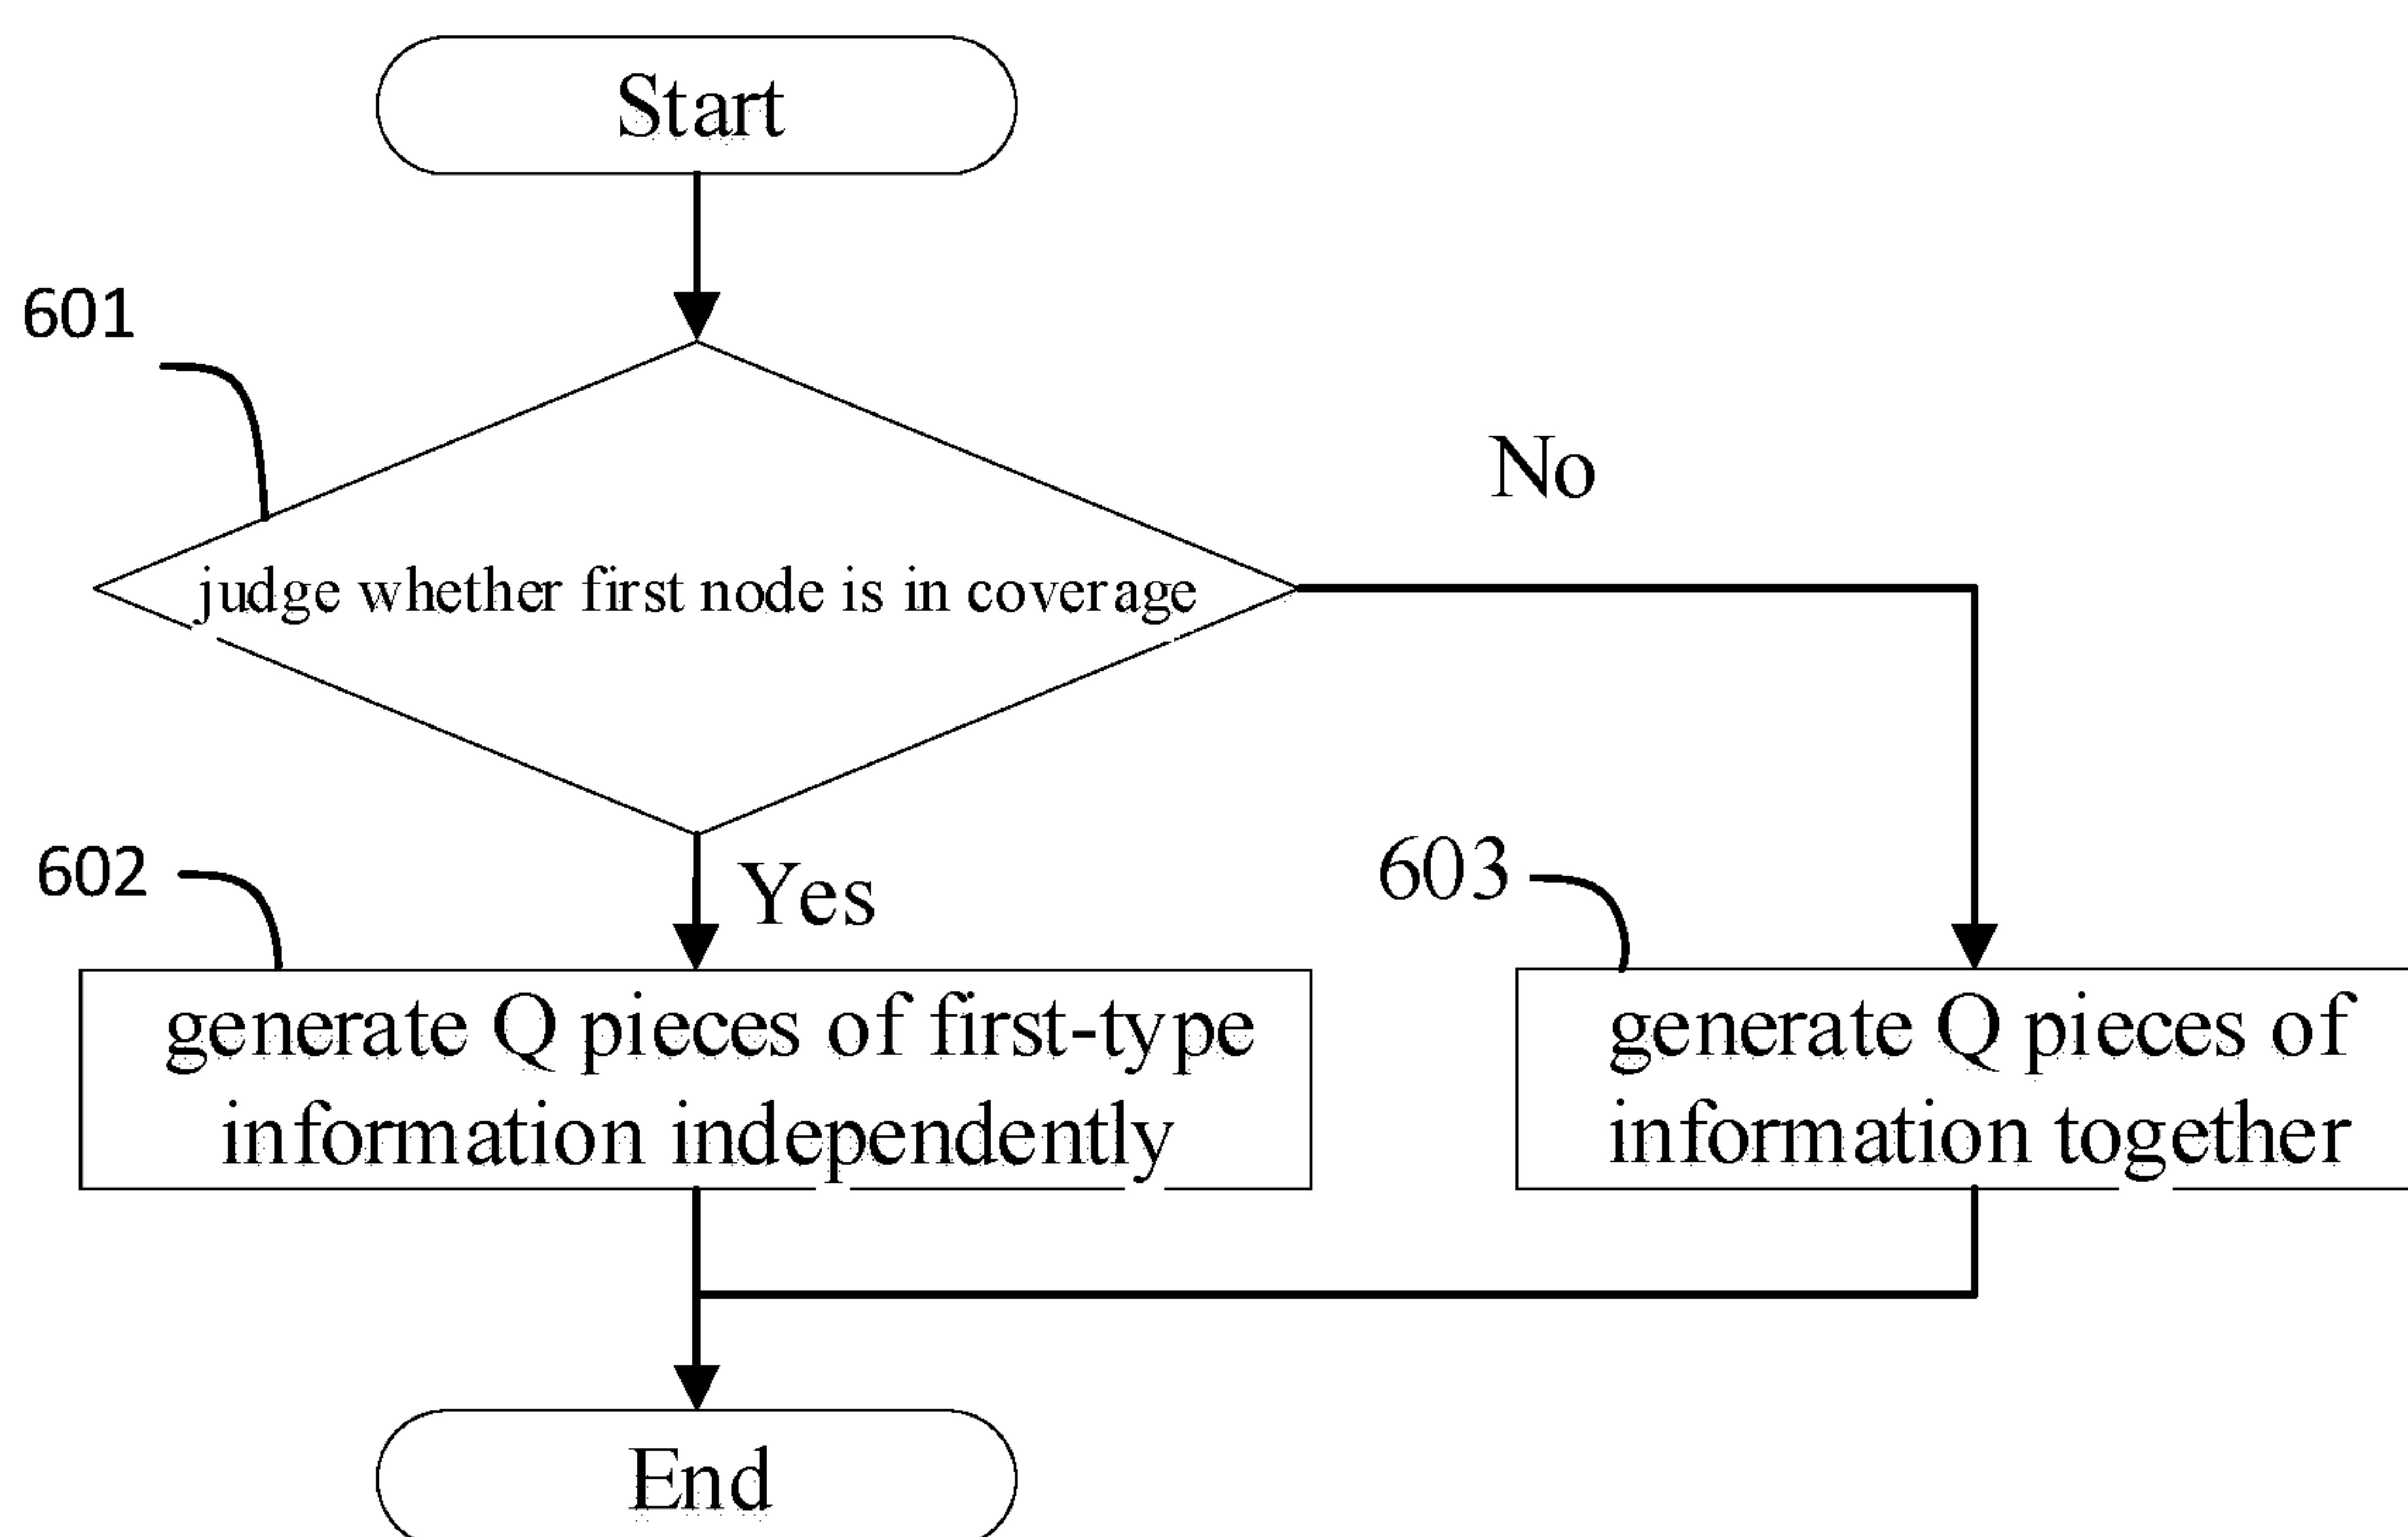 Start
601
judge whether first node is in coverage
No
Yes
602
603
generate Q pieces of first-type
information independently
generate Q pieces of
information together
End